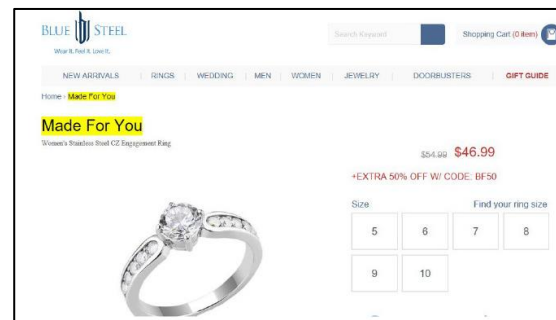 BLUE STEEL
Wear It. Feel It. Love It.
Search Keyword
Shopping Cart (0 item)
NEW ARRIVALS | RINGS | WEDDING | MEN | WOMEN | JEWELRY | DOORBUSTERS | GIFT GUIDE
Home › Made For You
Made For You
Women's Stainless Steel CZ Engagement Ring
$54.99 $46.99
+EXTRA 50% OFF W/ CODE: BF50
Size Find your ring size
5 6 7 8
9 10